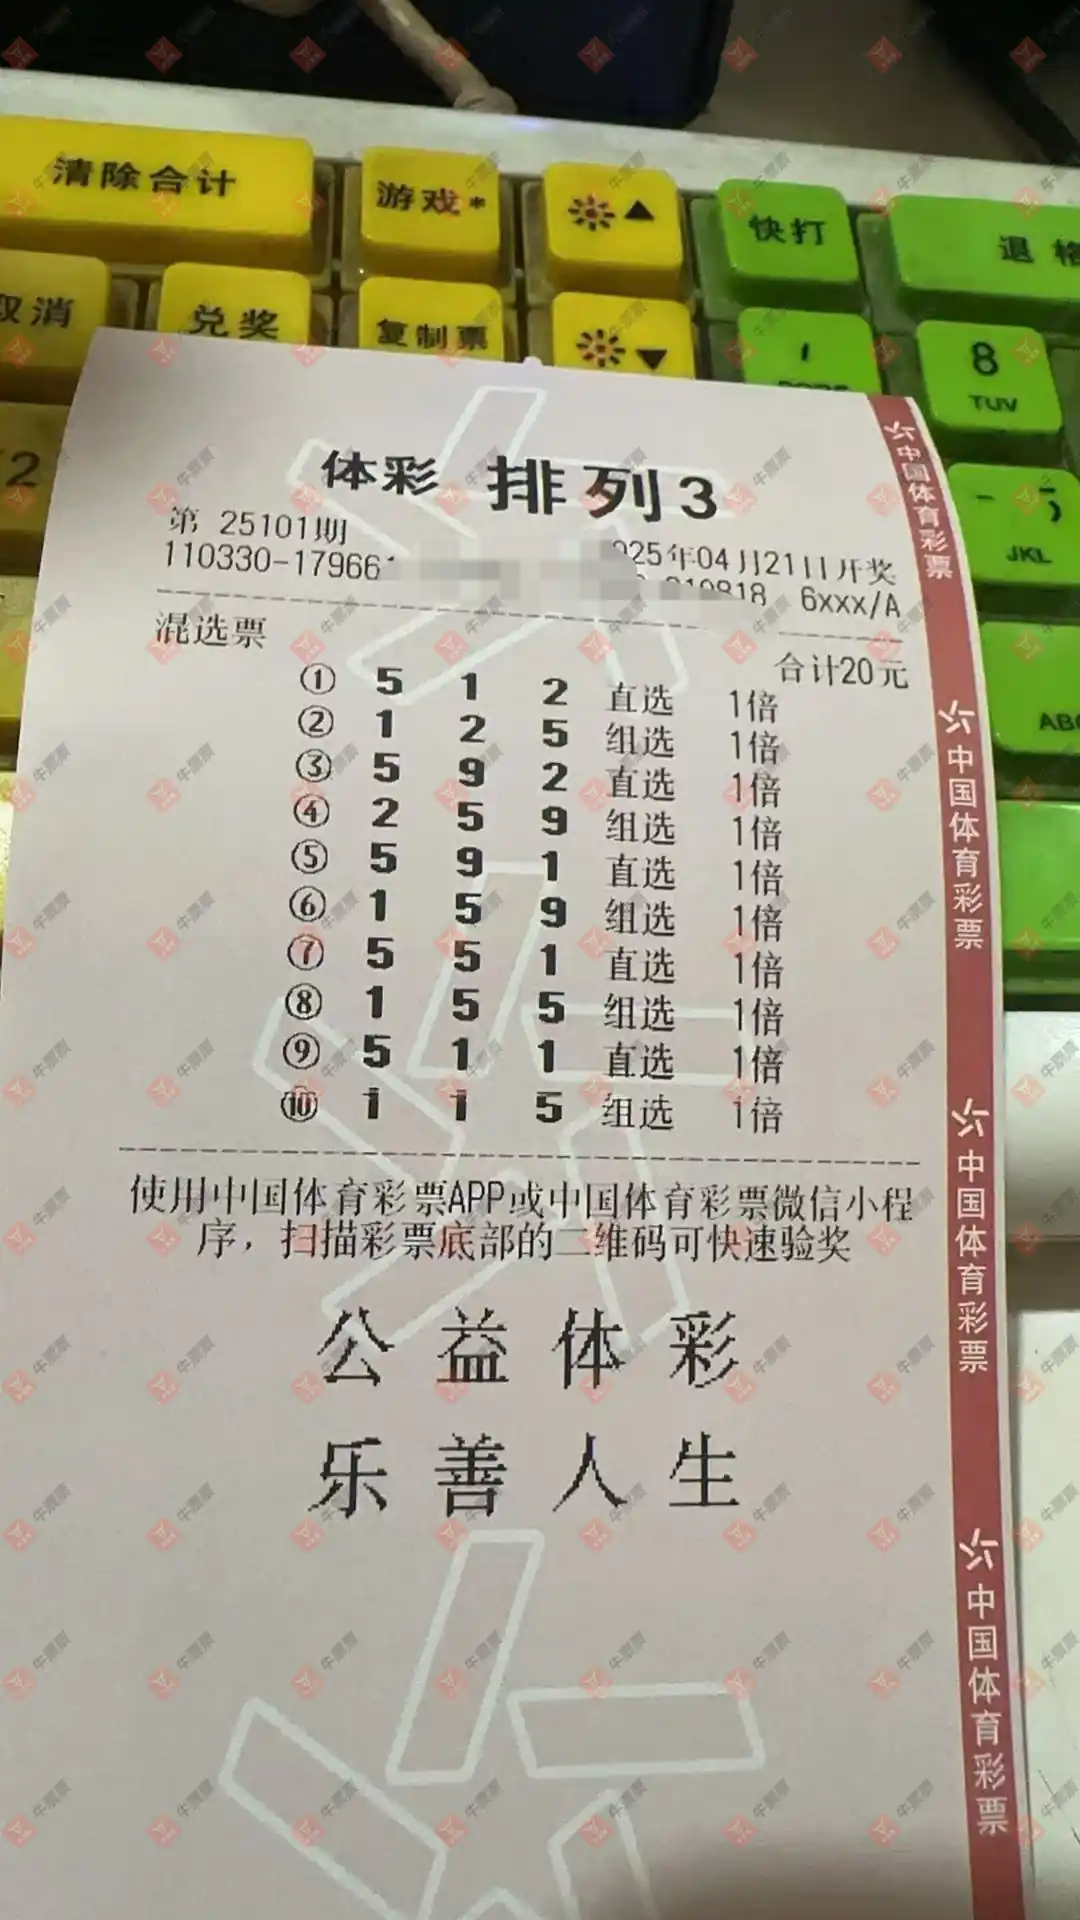 清除合计 游戏* ▲ 快打 退格
取消 兑奖 复制票 ▼ 8
TUV
JKL
体彩 排列3
第 25101期
025年04月21日开奖
110330-17966
6xxx/A
混选票
合计20元
① 5 1 2 直选 1倍
② 1 2 5 组选 1倍
③ 5 9 2 直选 1倍
④ 2 5 9 组选 1倍
⑤ 5 9 1 直选 1倍
⑥ 1 5 9 组选 1倍
⑦ 5 5 1 直选 1倍
⑧ 1 5 5 组选 1倍
⑨ 5 1 1 直选 1倍
⑩ 1 1 5 组选 1倍
使用中国体育彩票APP或中国体育彩票微信小程
序，扫描彩票底部的二维码可快速验奖
公益体彩
乐善人生
中国体育彩票
中国体育彩票
中国体育彩票
中国体育彩票
牛票票